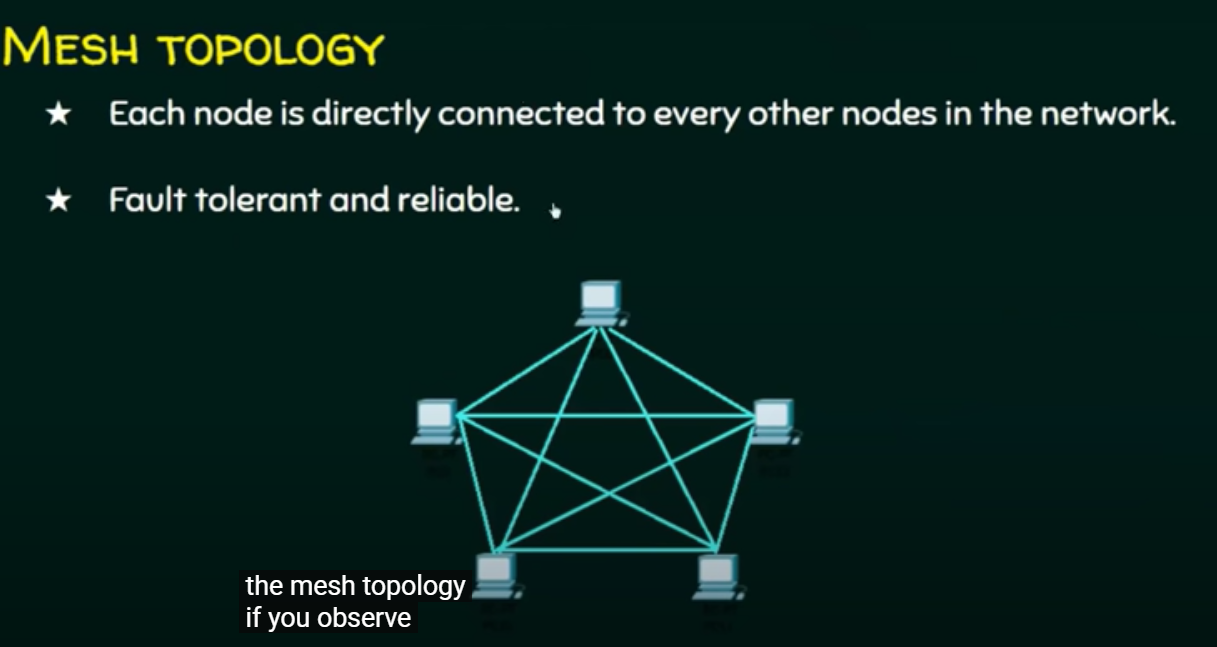 MESH TOPOLOGY
★ Each node is directly connected to every other nodes in the network.
★ Fault tolerant and reliable.
the mesh topology
if you observe